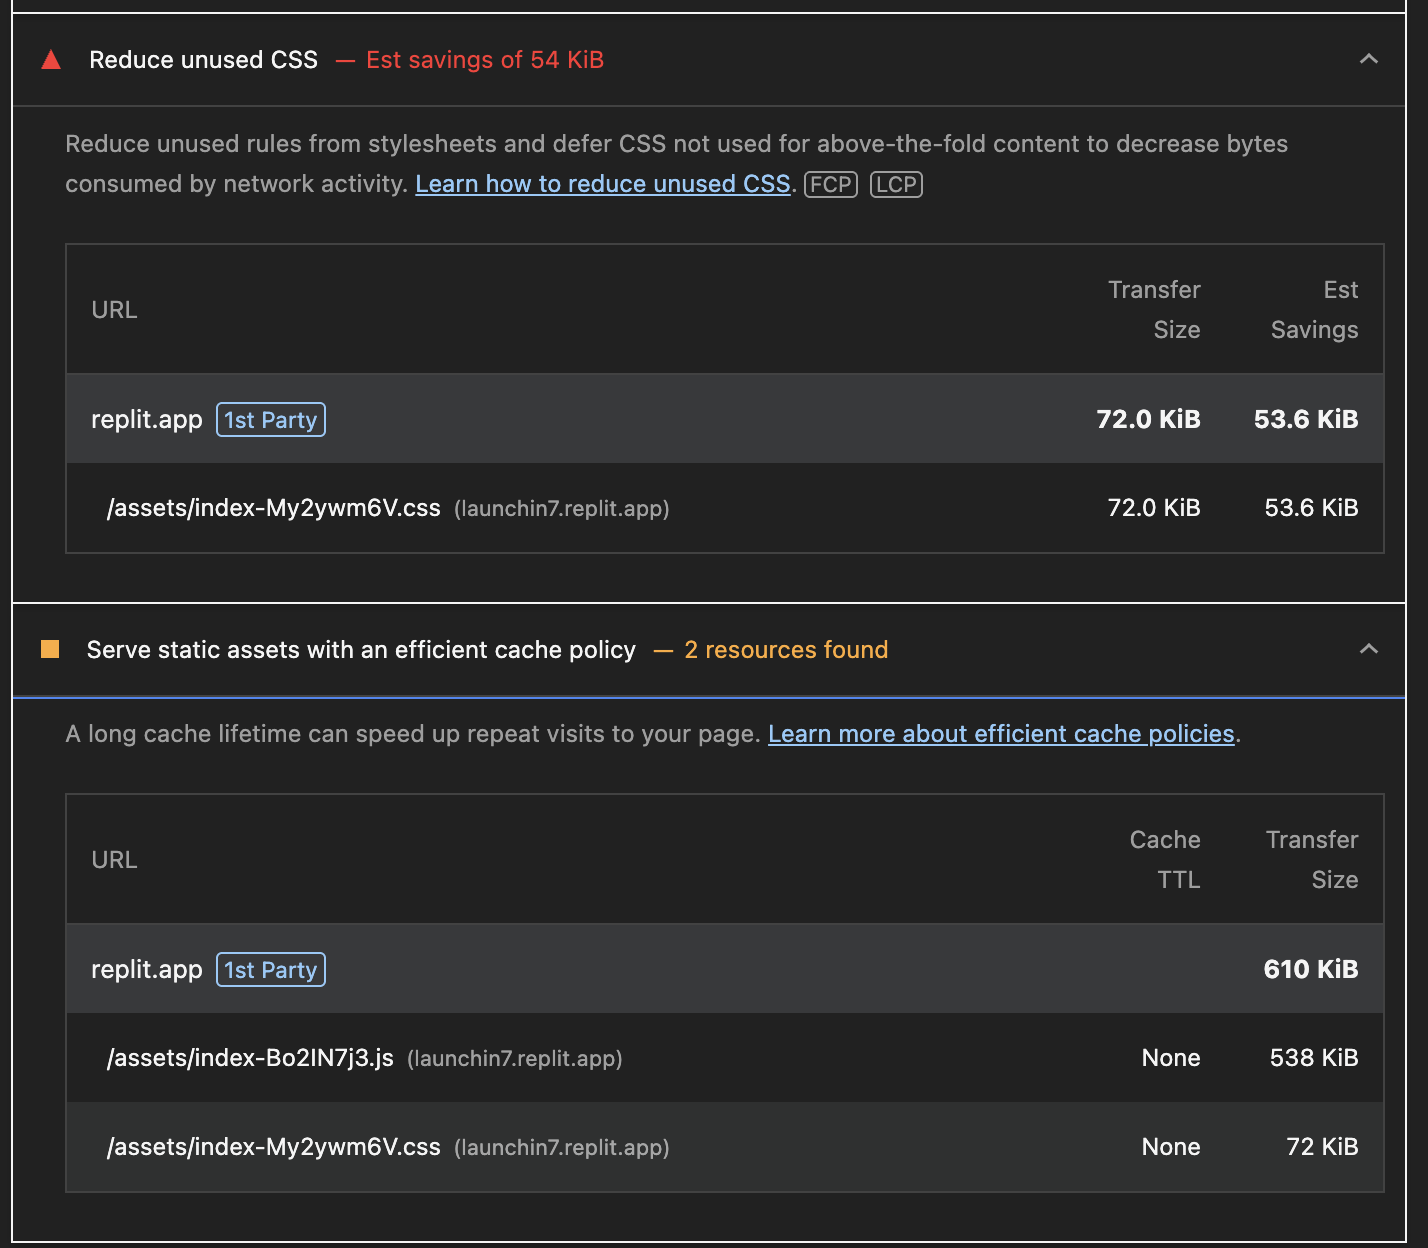 Reduce unused CSS — Est savings of 54 KiB
Reduce unused rules from stylesheets and defer CSS not used for above-the-fold content to decrease bytes
consumed by network activity. Learn how to reduce unused CSS. FCP LCP
URL Transfer Size Est Savings
replit.app 1st Party 72.0 KiB 53.6 KiB
/assets/index-My2ywm6V.css (launchin7.replit.app) 72.0 KiB 53.6 KiB
Serve static assets with an efficient cache policy — 2 resources found
A long cache lifetime can speed up repeat visits to your page. Learn more about efficient cache policies.
URL Cache TTL Transfer Size
replit.app 1st Party 610 KiB
/assets/index-Bo2IN7j3.js (launchin7.replit.app) None 538 KiB
/assets/index-My2ywm6V.css (launchin7.replit.app) None 72 KiB